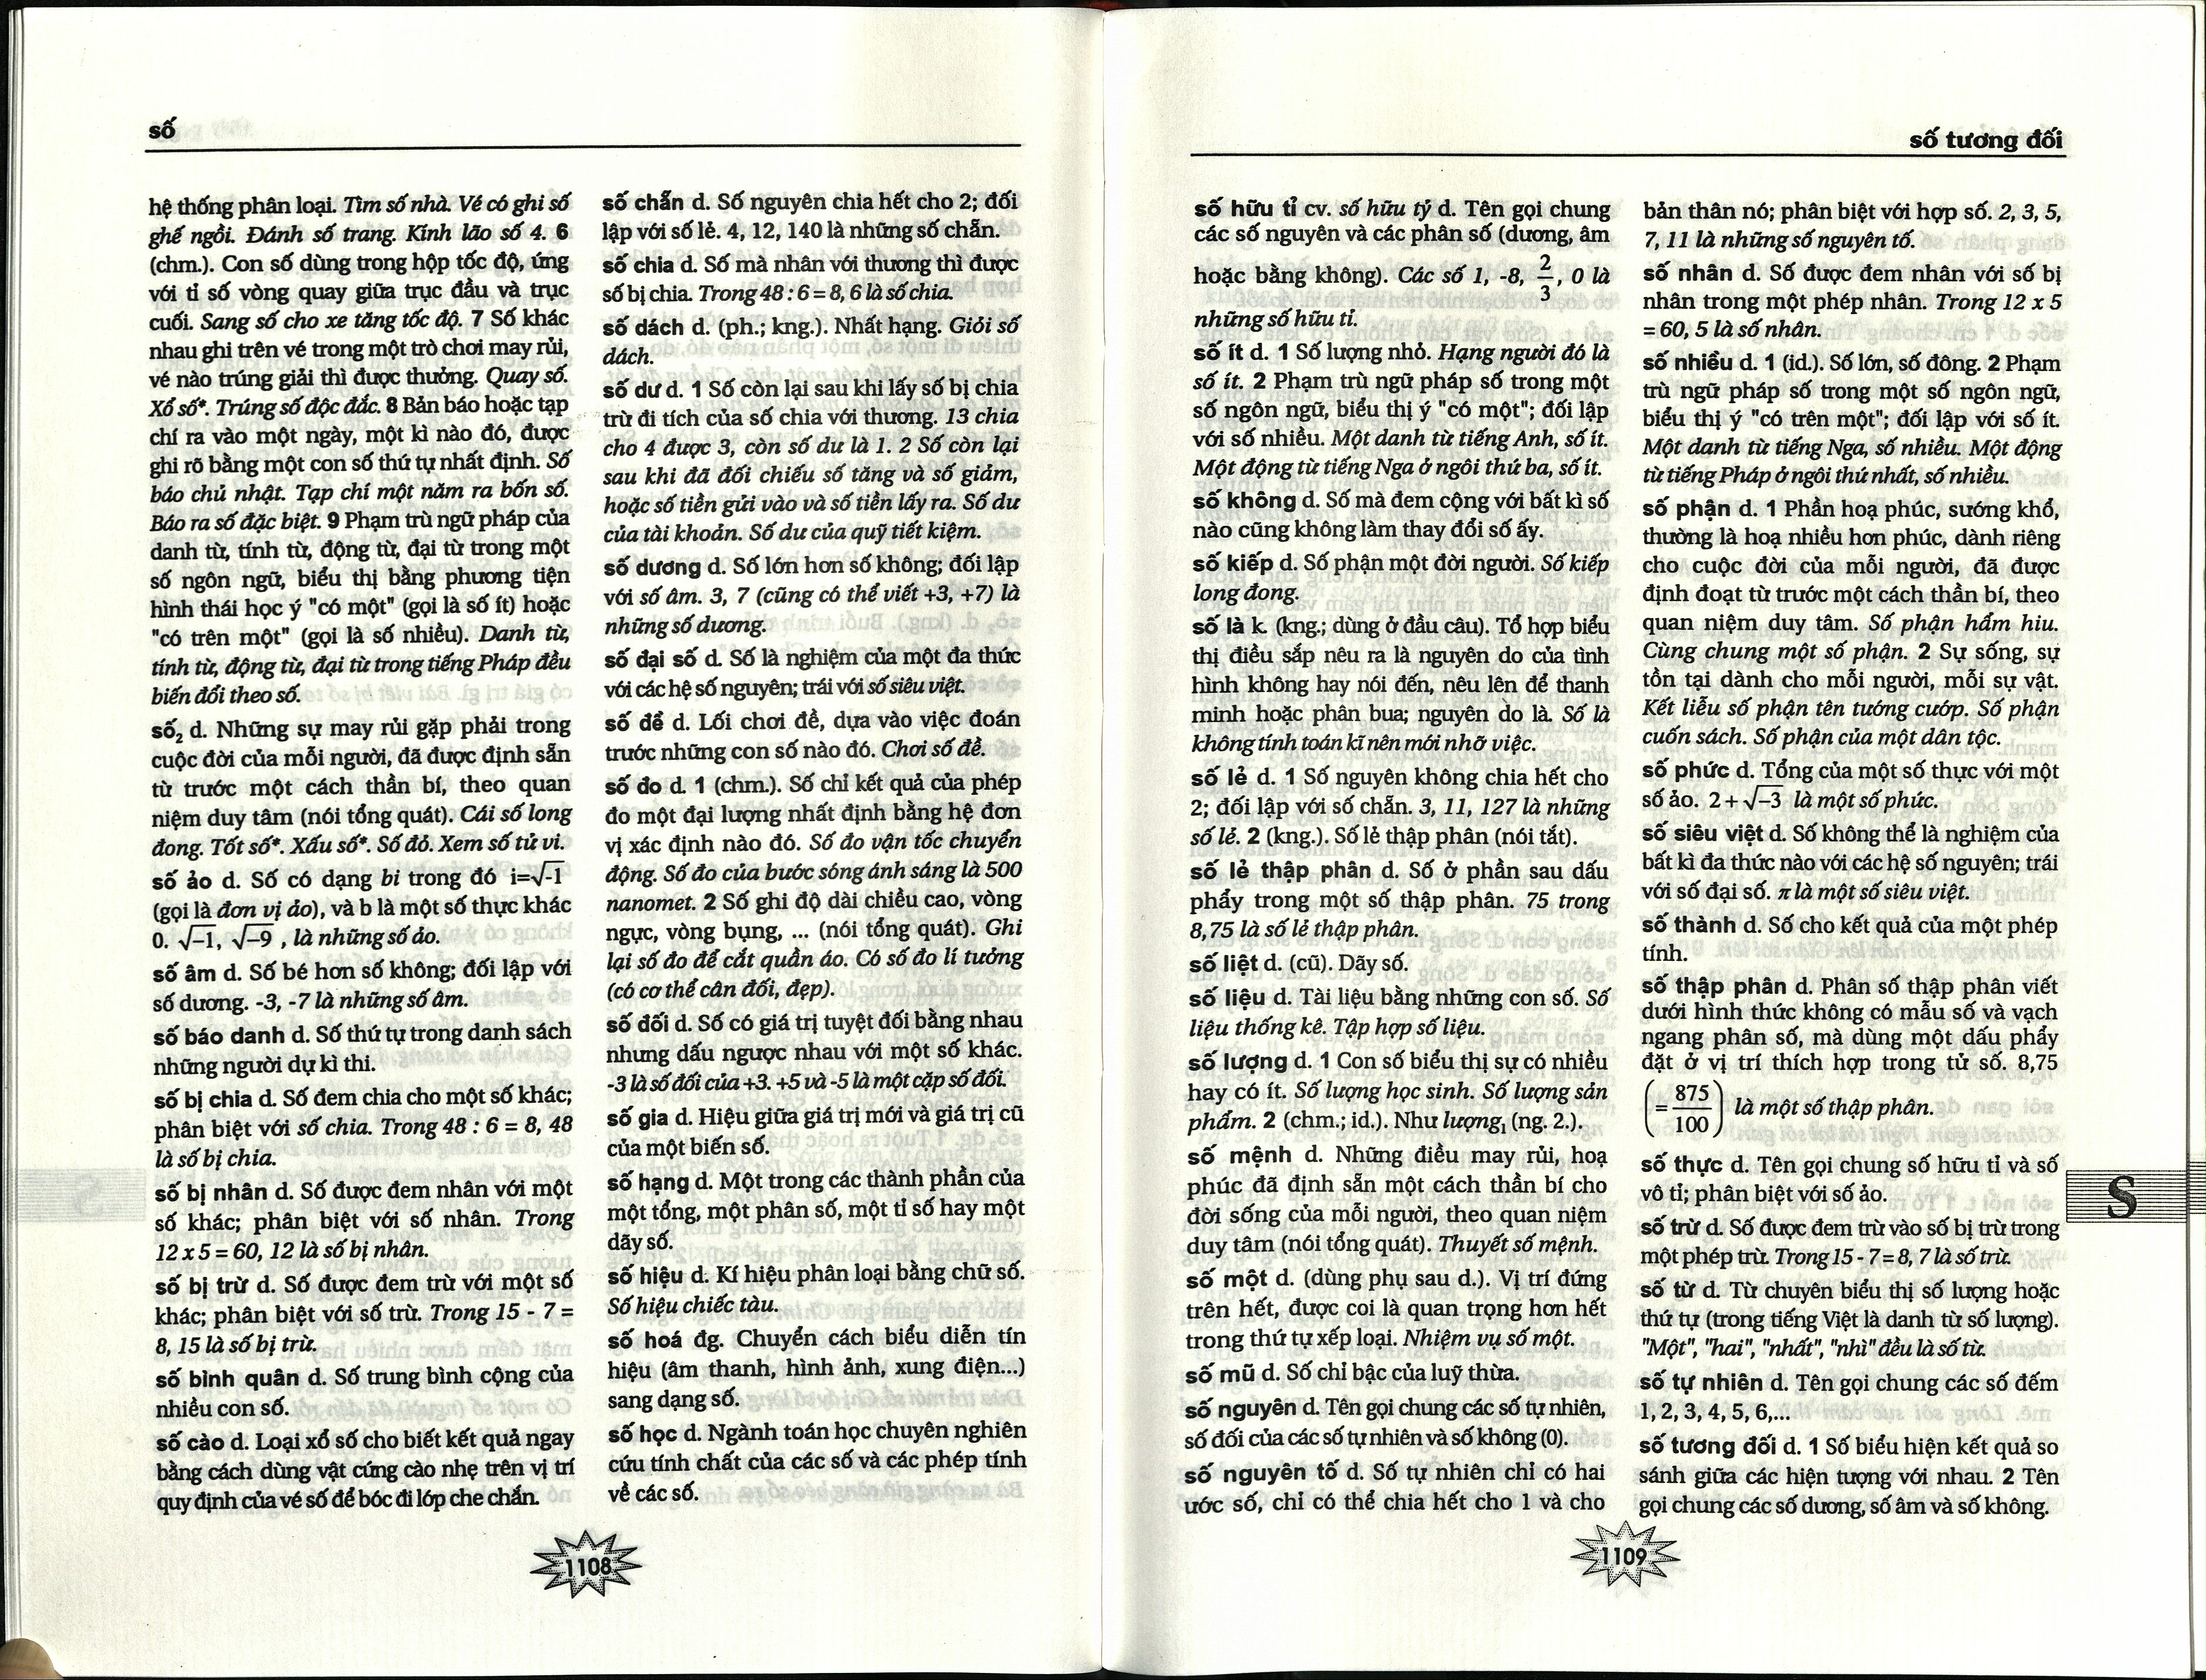 số
hệ thống phân loại. Tìm số nhà. Vé có ghi số
ghế ngồi. Đánh số trang. Kính lão số 4. 6
(chm.). Con số dùng trong hộp tốc độ, ứng
với tỉ số vòng quay giữa trục đầu và trục
cuối. Sang số cho xe tăng tốc độ. 7 Số khác
nhau ghi trên vé trong một trò chơi may rủi,
vé nào trúng giải thì được thưởng. Quay số.
Xổ số*. Trúng số độc đắc. 8 Bản báo hoặc tạp
chí ra vào một ngày, một kì nào đó, được
ghi rõ bằng một con số thứ tự nhất định. Số
báo chủ nhật. Tạp chí một năm ra bốn số.
Báo ra số đặc biệt. 9 Phạm trù ngữ pháp của
danh từ, tính từ, động từ, đại từ trong một
số ngôn ngữ, biểu thị bằng phương tiện
hình thái học ý "có một" (gọi là số ít) hoặc
"có trên một" (gọi là số nhiều). Danh từ,
tính từ, động từ, đại từ trong tiếng Pháp đều
biến đổi theo số.
số₂ d. Những sự may rủi gặp phải trong
cuộc đời của mỗi người, đã được định sẵn
từ trước một cách thần bí, theo quan
niệm duy tâm (nói tổng quát). Cái số long
đong. Tốt số*. Xấu số*. Số đỏ. Xem số tử vi.
số ảo d. Số có dạng bi trong đó i=√-1
(gọi là đơn vị ảo), và b là một số thực khác
0. √−1, √−9 , là những số ảo.
số âm d. Số bé hơn số không; đối lập với
số dương. -3, -7 là những số âm.
số báo danh d. Số thứ tự trong danh sách
những người dự kì thi.
số bị chia d. Số đem chia cho một số khác;
phân biệt với số chia. Trong 48 : 6 = 8, 48
là số bị chia.
số bị nhân d. Số được đem nhân với một
số khác; phân biệt với số nhân. Trong
12 x 5 = 60, 12 là số bị nhân.
số bị trừ d. Số được đem trừ với một số
khác; phân biệt với số trừ. Trong 15 - 7 =
8, 15 là số bị trừ.
số bình quân d. Số trung bình cộng của
nhiều con số.
số cào d. Loại xổ số cho biết kết quả ngay
bằng cách dùng vật cứng cào nhẹ trên vị trí
quy định của vé số để bóc đi lớp che chắn.
số chẵn d. Số nguyên chia hết cho 2; đối
lập với số lẻ. 4, 12, 140 là những số chẵn.
số chia d. Số mà nhân với thương thì được
số bị chia. Trong 48 : 6 = 8, 6 là số chia.
số dách d. (ph.; kng.). Nhất hạng. Giỏi số
dách.
số dư d. 1 Số còn lại sau khi lấy số bị chia
trừ đi tích của số chia với thương. 13 chia
cho 4 được 3, còn số dư là 1. 2 Số còn lại
sau khi đã đối chiếu số tăng và số giảm,
hoặc số tiền gửi vào và số tiền lấy ra. Số dư
của tài khoản. Số dư của quỹ tiết kiệm.
số dương d. Số lớn hơn số không; đối lập
với số âm. 3, 7 (cũng có thể viết +3, +7) là
những số dương.
số đại số d. Số là nghiệm của một đa thức
với các hệ số nguyên; trái với số siêu việt.
số đề d. Lối chơi đề, dựa vào việc đoán
trước những con số nào đó. Chơi số đề.
số đo d. 1 (chm.). Số chỉ kết quả của phép
đo một đại lượng nhất định bằng hệ đơn
vị xác định nào đó. Số đo vận tốc chuyển
động. Số đo của bước sóng ánh sáng là 500
nanomet. 2 Số ghi độ dài chiều cao, vòng
ngực, vòng bụng, ... (nói tổng quát). Ghi
lại số đo để cắt quần áo. Có số đo lí tưởng
(có cơ thể cân đối, đẹp).
số đối d. Số có giá trị tuyệt đối bằng nhau
nhưng dấu ngược nhau với một số khác.
-3 là số đối của +3. +5 và -5 là một cặp số đối.
số gia d. Hiệu giữa giá trị mới và giá trị cũ
của một biến số.
số hạng d. Một trong các thành phần của
một tổng, một phân số, một tỉ số hay một
dãy số.
số hiệu d. Kí hiệu phân loại bằng chữ số.
Số hiệu chiếc tàu.
số hoá đg. Chuyển cách biểu diễn tín
hiệu (âm thanh, hình ảnh, xung điện...)
sang dạng số.
số học d. Ngành toán học chuyên nghiên
cứu tính chất của các số và các phép tính
về các số.
1108
số tương đối
số hữu tỉ cv. số hữu tỷ d. Tên gọi chung
các số nguyên và các phân số (dương, âm
hoặc bằng không). Các số 1, -8, 2/3, 0 là
những số hữu tỉ.
số ít d. 1 Số lượng nhỏ. Hạng người đó là
số ít. 2 Phạm trù ngữ pháp số trong một
số ngôn ngữ, biểu thị ý "có một"; đối lập
với số nhiều. Một danh từ tiếng Anh, số ít.
Một động từ tiếng Nga ở ngôi thứ ba, số ít.
số không d. Số mà đem cộng với bất kì số
nào cũng không làm thay đổi số ấy.
số kiếp d. Số phận một đời người. Số kiếp
long đong.
số là k. (kng.; dùng ở đầu câu). Tổ hợp biểu
thị điều sắp nêu ra là nguyên do của tình
hình không hay nói đến, nêu lên để thanh
minh hoặc phân bua; nguyên do là. Số là
không tính toán kĩ nên mới nhỡ việc.
số lẻ d. 1 Số nguyên không chia hết cho
2; đối lập với số chẵn. 3, 11, 127 là những
số lẻ. 2 (kng.). Số lẻ thập phân (nói tắt).
số lẻ thập phân d. Số ở phần sau dấu
phẩy trong một số thập phân. 75 trong
8,75 là số lẻ thập phân.
số liệt d. (cũ). Dãy số.
số liệu d. Tài liệu bằng những con số. Số
liệu thống kê. Tập hợp số liệu.
số lượng d. 1 Con số biểu thị sự có nhiều
hay có ít. Số lượng học sinh. Số lượng sản
phẩm. 2 (chm.; id.). Như lượng₁ (ng. 2.).
số mệnh d. Những điều may rủi, hoạ
phúc đã định sẵn một cách thần bí cho
đời sống của mỗi người, theo quan niệm
duy tâm (nói tổng quát). Thuyết số mệnh.
số một d. (dùng phụ sau d.). Vị trí đứng
trên hết, được coi là quan trọng hơn hết
trong thứ tự xếp loại. Nhiệm vụ số một.
số mũ d. Số chỉ bậc của luỹ thừa.
số nguyên d. Tên gọi chung các số tự nhiên,
số đối của các số tự nhiên và số không (0).
số nguyên tố d. Số tự nhiên chỉ có hai
ước số, chỉ có thể chia hết cho 1 và cho
bản thân nó; phân biệt với hợp số. 2, 3, 5,
7, 11 là những số nguyên tố.
số nhân d. Số được đem nhân với số bị
nhân trong một phép nhân. Trong 12 x 5
= 60, 5 là số nhân.
số nhiều d. 1 (id.). Số lớn, số đông. 2 Phạm
trù ngữ pháp số trong một số ngôn ngữ,
biểu thị ý "có trên một"; đối lập với số ít.
Một danh từ tiếng Nga, số nhiều. Một động
từ tiếng Pháp ở ngôi thứ nhất, số nhiều.
số phận d. 1 Phần hoạ phúc, sướng khổ,
thường là hoạ nhiều hơn phúc, dành riêng
cho cuộc đời của mỗi người, đã được
định đoạt từ trước một cách thần bí, theo
quan niệm duy tâm. Số phận hẩm hiu.
Cùng chung một số phận. 2 Sự sống, sự
tồn tại dành cho mỗi người, mỗi sự vật.
Kết liễu số phận tên tướng cướp. Số phận
cuốn sách. Số phận của một dân tộc.
số phức d. Tổng của một số thực với một
số ảo. 2 + √−3 là một số phức.
số siêu việt d. Số không thể là nghiệm của
bất kì đa thức nào với các hệ số nguyên; trái
với số đại số. π là một số siêu việt.
số thành d. Số cho kết quả của một phép
tính.
số thập phân d. Phân số thập phân viết
dưới hình thức không có mẫu số và vạch
ngang phân số, mà dùng một dấu phẩy
đặt ở vị trí thích hợp trong tử số. 8,75
(= 875/100) là một số thập phân.
số thực d. Tên gọi chung số hữu tỉ và số
vô tỉ; phân biệt với số ảo.
số trừ d. Số được đem trừ vào số bị trừ trong
một phép trừ. Trong 15 - 7 = 8, 7 là số trừ.
số từ d. Từ chuyên biểu thị số lượng hoặc
thứ tự (trong tiếng Việt là danh từ số lượng).
"Một", "hai", "nhất", "nhì" đều là số từ.
số tự nhiên d. Tên gọi chung các số đếm
1, 2, 3, 4, 5, 6,...
số tương đối d. 1 Số biểu hiện kết quả so
sánh giữa các hiện tượng với nhau. 2 Tên
gọi chung các số dương, số âm và số không.
S
1109